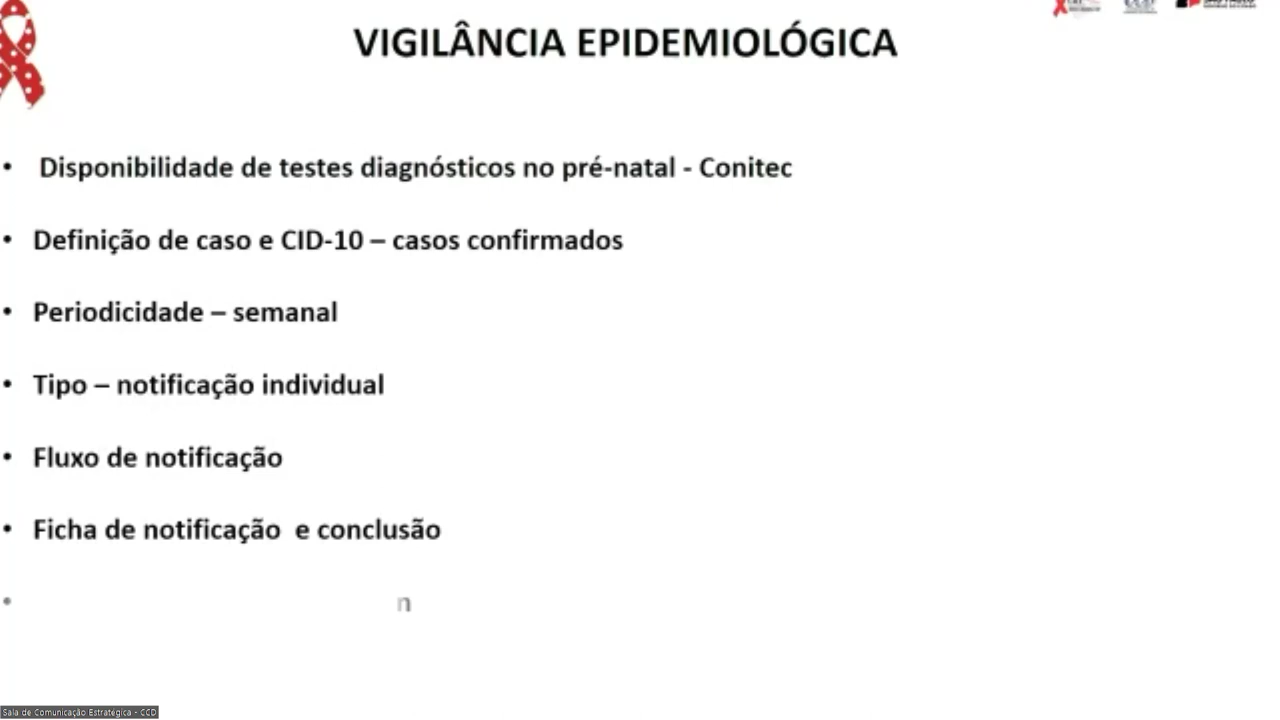 VIGILÂNCIA EPIDEMIOLÓGICA
• Disponibilidade de testes diagnósticos no pré-natal - Conitec
• Definição de caso e CID-10 – casos confirmados
• Periodicidade – semanal
• Tipo – notificação individual
• Fluxo de notificação
• Ficha de notificação e conclusão
• n
Sala de Comunicação Estratégica - CCD